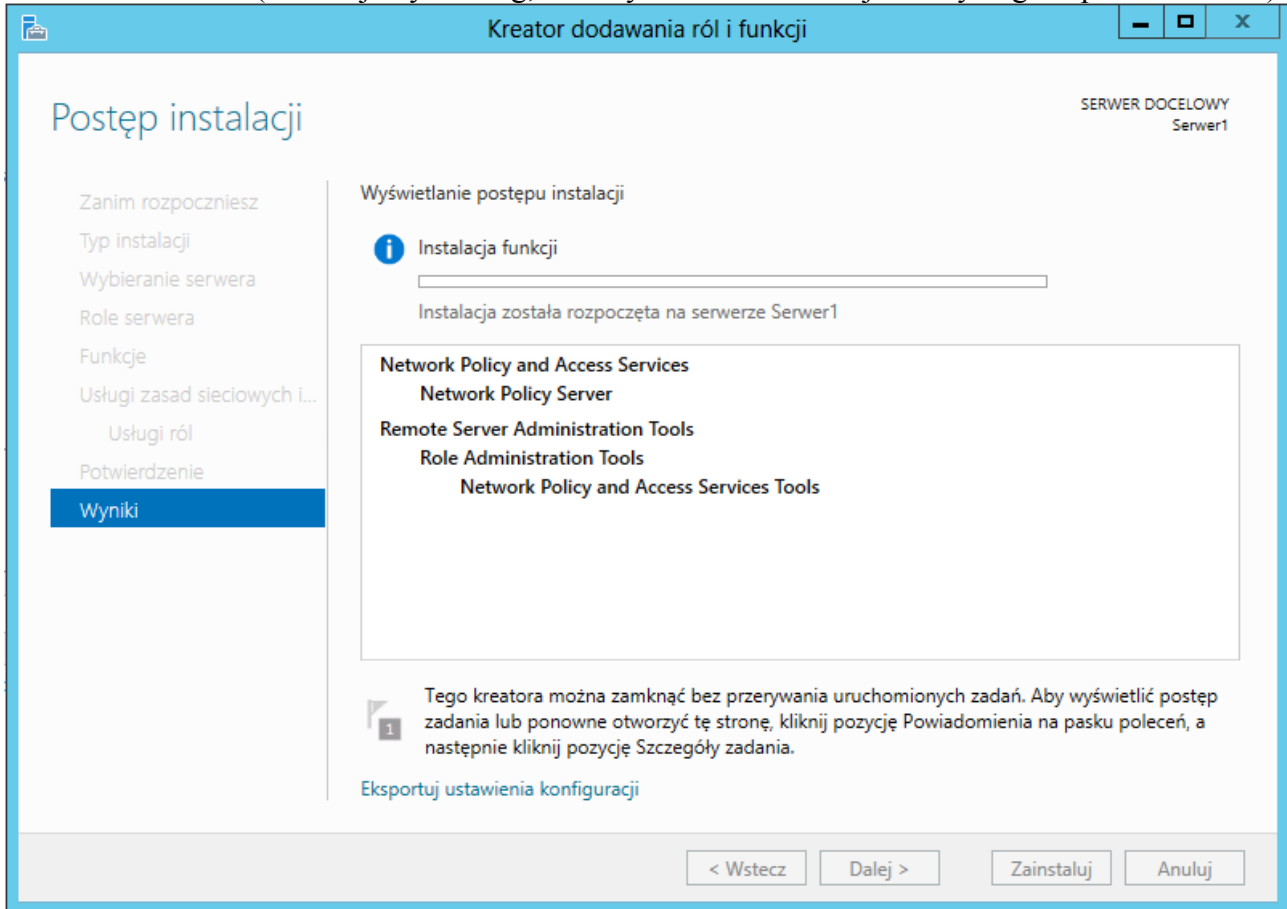 Kreator dodawania ról i funkcji
Postęp instalacji
SERWER DOCELOWY
Serwer1
Zanim rozpoczniesz
Typ instalacji
Wybieranie serwera
Role serwera
Funkcje
Usługi zasad sieciowych i...
Usługi ról
Potwierdzenie
Wyniki
Wyświetlanie postępu instalacji
Instalacja funkcji
Instalacja została rozpoczęta na serwerze Serwer1
Network Policy and Access Services
Network Policy Server
Remote Server Administration Tools
Role Administration Tools
Network Policy and Access Services Tools
1
Tego kreatora można zamknąć bez przerywania uruchomionych zadań. Aby wyświetlić postęp
zadania lub ponowne otworzyć tę stronę, kliknij pozycję Powiadomienia na pasku poleceń, a
następnie kliknij pozycję Szczegóły zadania.
Eksportuj ustawienia konfiguracji
< Wstecz
Dalej >
Zainstaluj
Anuluj